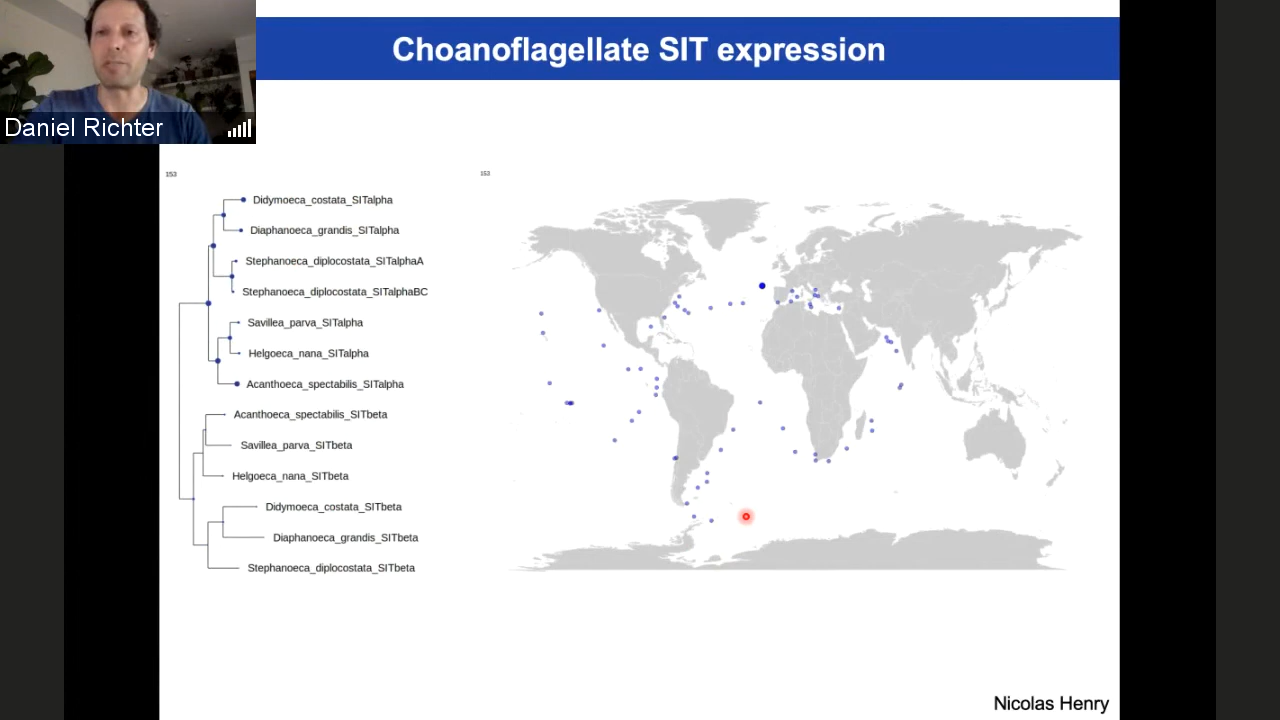 Choanoflagellate SIT expression
Daniel Richter
153
153
Didymoeca_costata_SITalpha
Diaphanoeca_grandis_SITalpha
Stephanoeca_diplocostata_SITalphaA
Stephanoeca_diplocostata_SITalphaBC
Savillea_parva_SITalpha
Helgoeca_nana_SITalpha
Acanthoeca_spectabilis_SITalpha
Acanthoeca_spectabilis_SITbeta
Savillea_parva_SITbeta
Helgoeca_nana_SITbeta
Didymoeca_costata_SITbeta
Diaphanoeca_grandis_SITbeta
Stephanoeca_diplocostata_SITbeta
Nicolas Henry